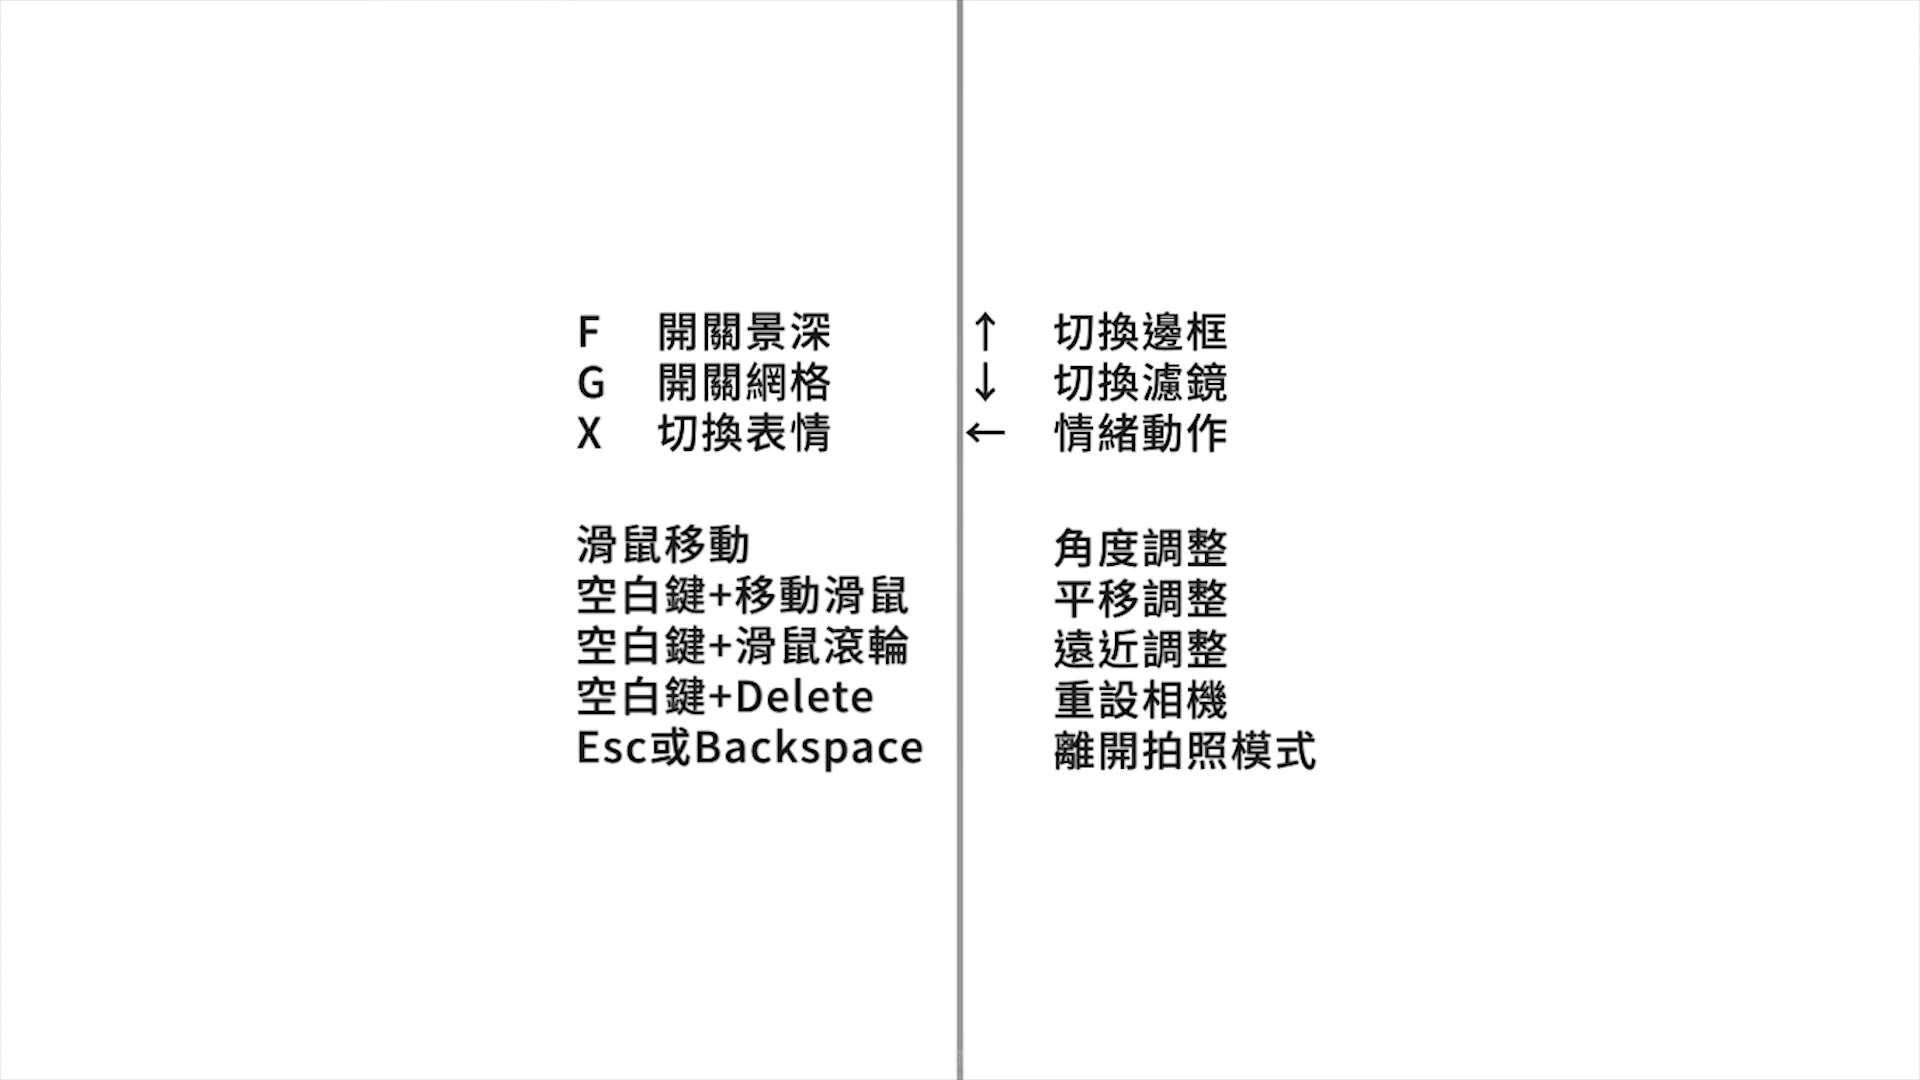 F 開關景深 ↑ 切換邊框
G 開關網格 ↓ 切換濾鏡
X 切換表情 ← 情緒動作
滑鼠移動 角度調整
空白鍵+移動滑鼠 平移調整
空白鍵+滑鼠滾輪 遠近調整
空白鍵+Delete 重設相機
Esc或Backspace 離開拍照模式